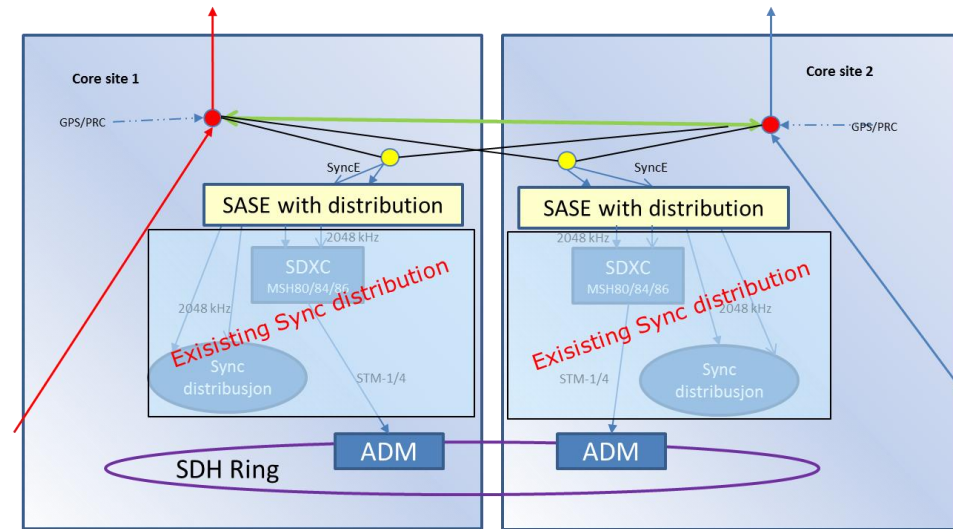 Core site 1
GPS/PRC
SyncE
SASE with distribution
2048 kHz
SDXC
MSH80/84/86
2048 kHz
Exisisting Sync distribution
Sync
distribusjon
STM-1/4
ADM
SDH Ring
Core site 2
GPS/PRC
SyncE
SASE with distribution
2048 kHz
SDXC
MSH80/84/86
2048 kHz
Exisisting Sync distribution
Sync
distribusjon
STM-1/4
ADM